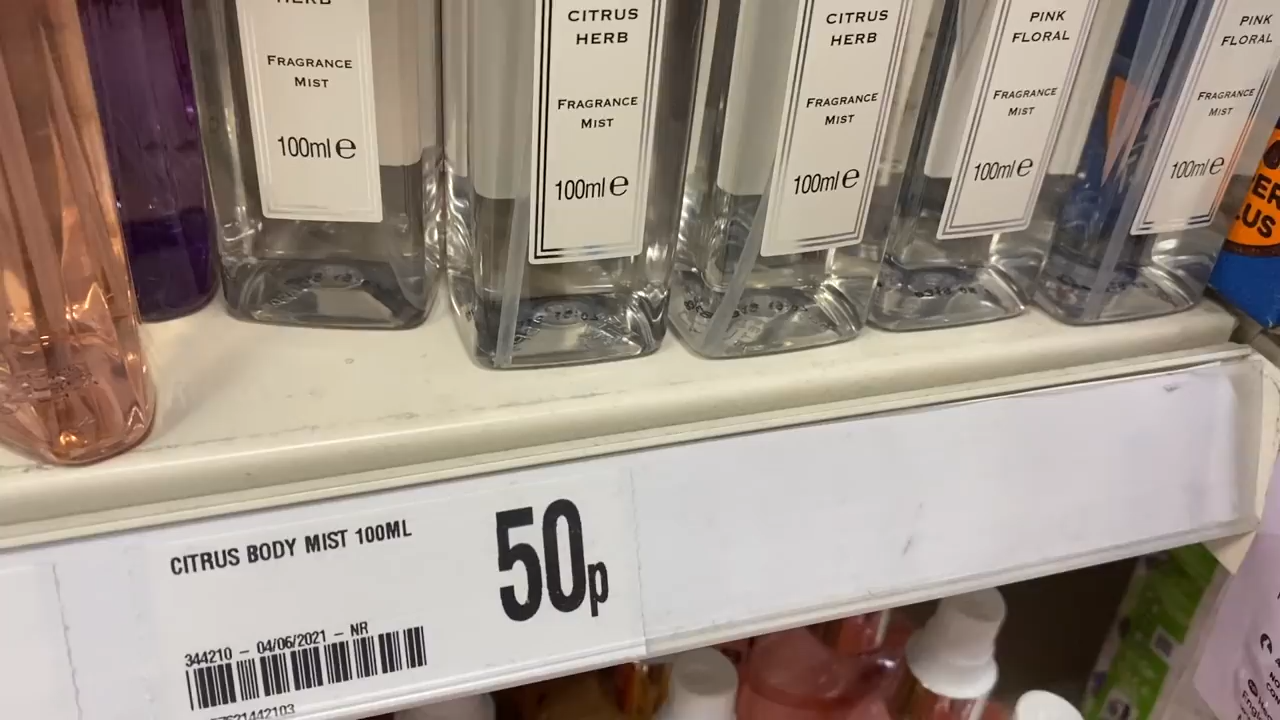 HERB
FRAGRANCE
MIST
100ml e
CITRUS
HERB
FRAGRANCE
MIST
100ml e
CITRUS
HERB
FRAGRANCE
MIST
100ml e
PINK
FLORAL
FRAGRANCE
MIST
100ml e
PINK
FLORAL
FRAGRANCE
MIST
100ml e
CITRUS BODY MIST 100ML
50p
344210 - 04/06/2021 - NR